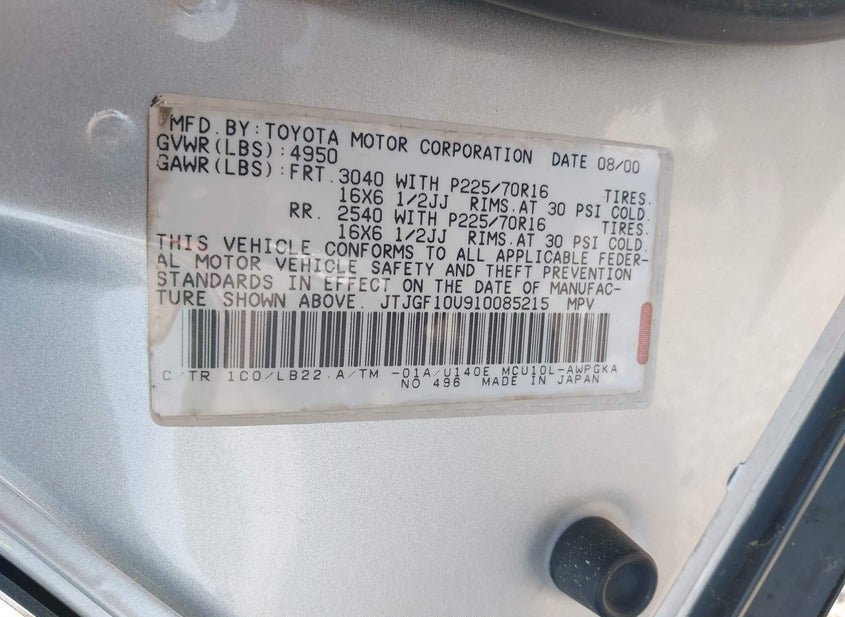 MFD. BY: TOYOTA MOTOR CORPORATION DATE 08/00
GVWR(LBS): 4950
GAWR(LBS): FRT. 3040 WITH P225/70R16 TIRES.
16X6 1/2JJ RIMS. AT 30 PSI COLD.
RR. 2540 WITH P225/70R16 TIRES.
16X6 1/2JJ RIMS. AT 30 PSI COLD.
THIS VEHICLE CONFORMS TO ALL APPLICABLE FEDER-
AL MOTOR VEHICLE SAFETY AND THEFT PREVENTION
STANDARDS IN EFFECT ON THE DATE OF MANUFAC-
TURE SHOWN ABOVE. JTJGF10U910085215 MPV
C/TR 1C0/LB22 A/TM -01A/U140E MCU10L-AWPGKA
NO 496 MADE IN JAPAN